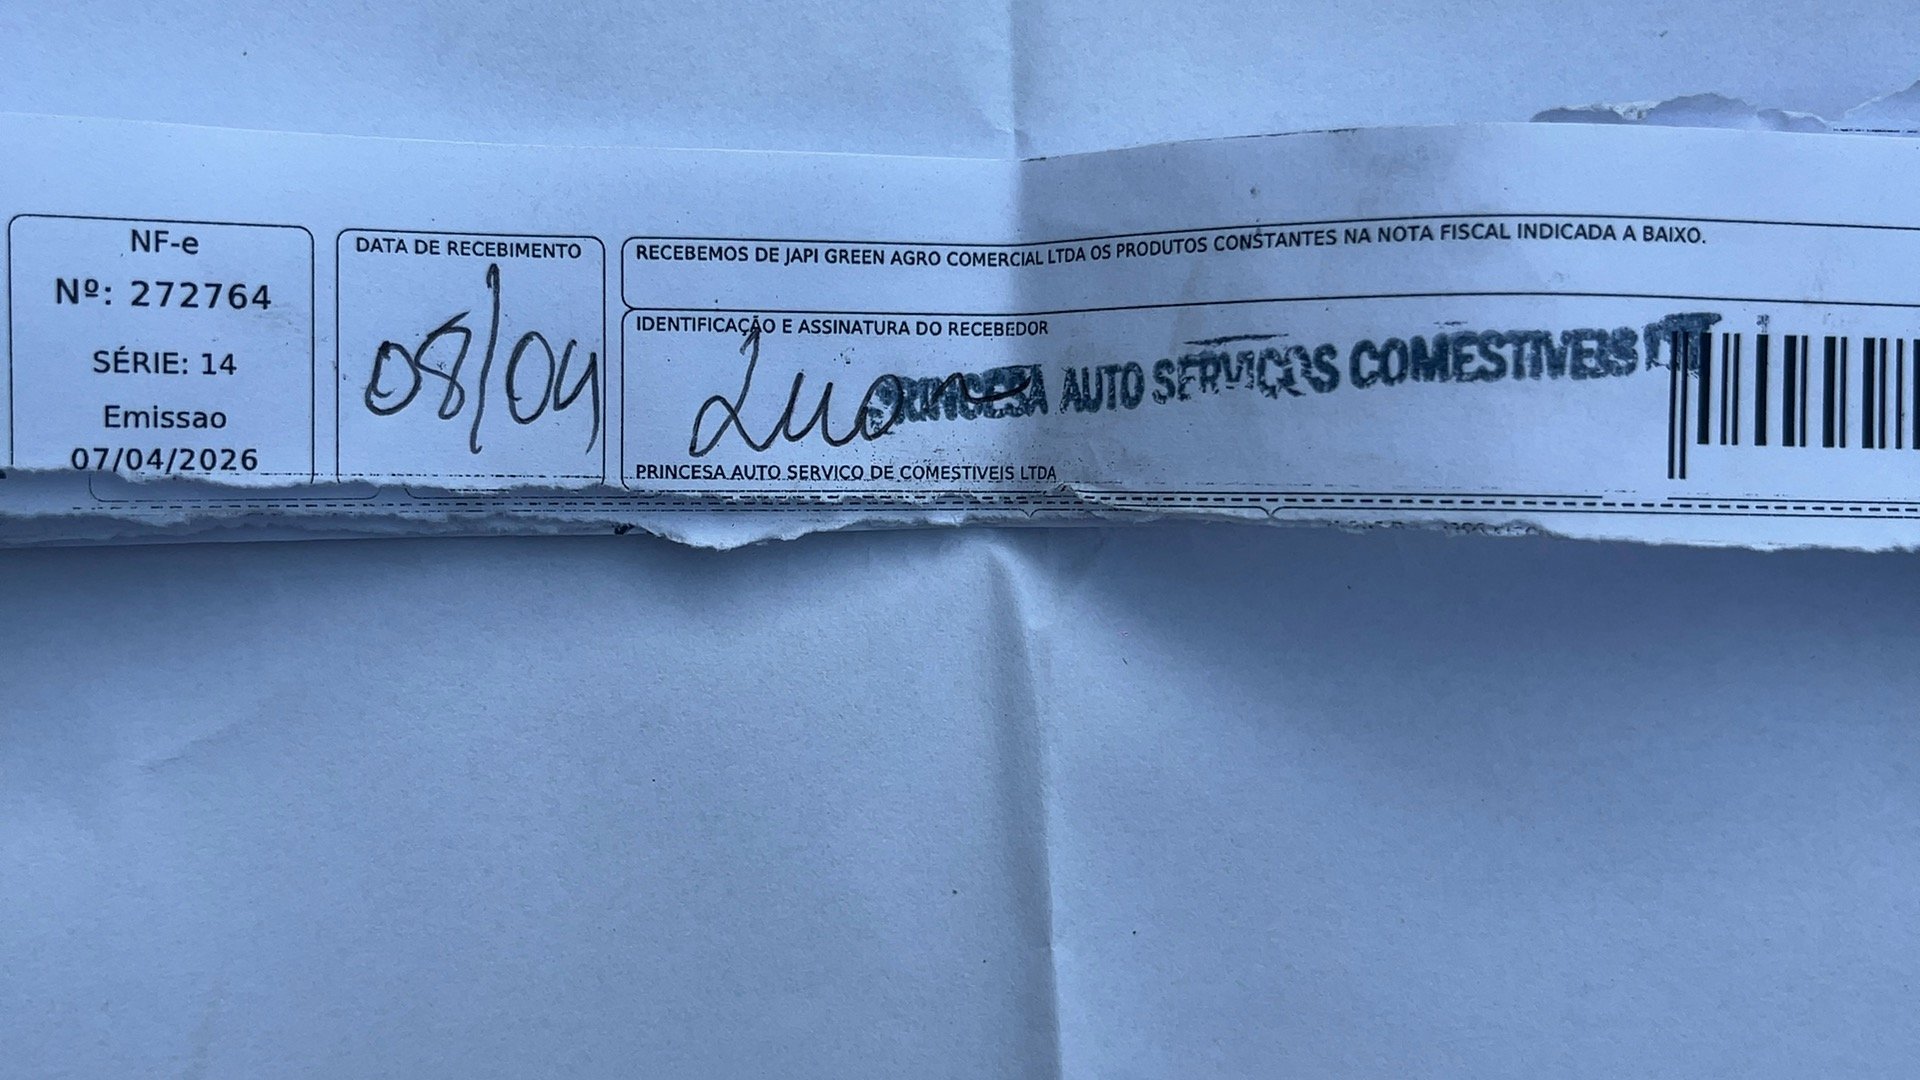 NF-e
Nº: 272764
SÉRIE: 14
Emissao
07/04/2026
DATA DE RECEBIMENTO
08/04
RECEBEMOS DE JAPI GREEN AGRO COMERCIAL LTDA OS PRODUTOS CONSTANTES NA NOTA FISCAL INDICADA A BAIXO.
IDENTIFICAÇÃO E ASSINATURA DO RECEBEDOR
Luan
PRINCESA AUTO SERVIÇOS COMESTIVEIS
PRINCESA AUTO SERVICO DE COMESTIVEIS LTDA